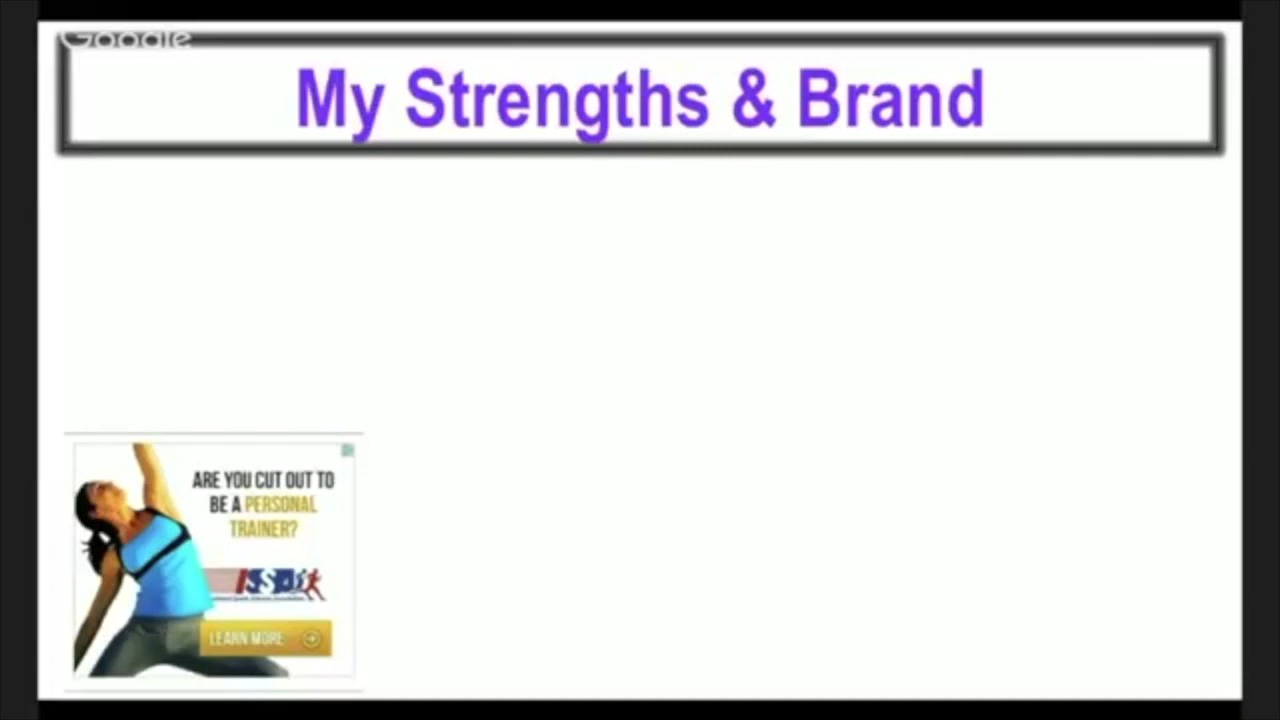 Google
My Strengths & Brand
ARE YOU CUT OUT TO
BE A PERSONAL
TRAINER?
ISSA
LEARN MORE